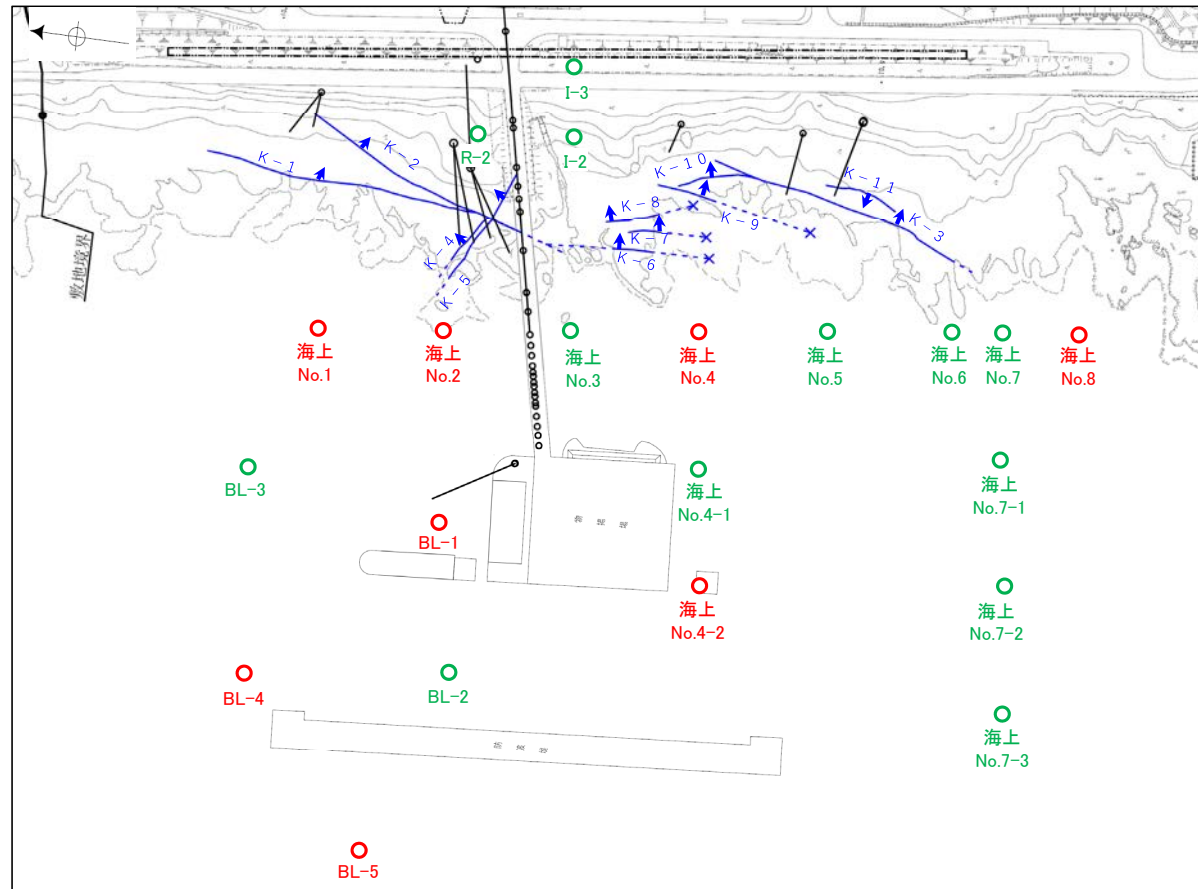 I-3
R-2
I-2
K-1
K-2
K-10
K-11
K-8
K-9
K-7
K-3
K-4
K-6
K-5
敷地境界
海上
No.1
海上
No.2
海上
No.3
海上
No.4
海上
No.5
海上
No.6
海上
No.7
海上
No.8
BL-3
海上
No.4-1
海上
No.7-1
BL-1
海上
No.4-2
海上
No.7-2
BL-4
BL-2
海上
No.7-3
BL-5